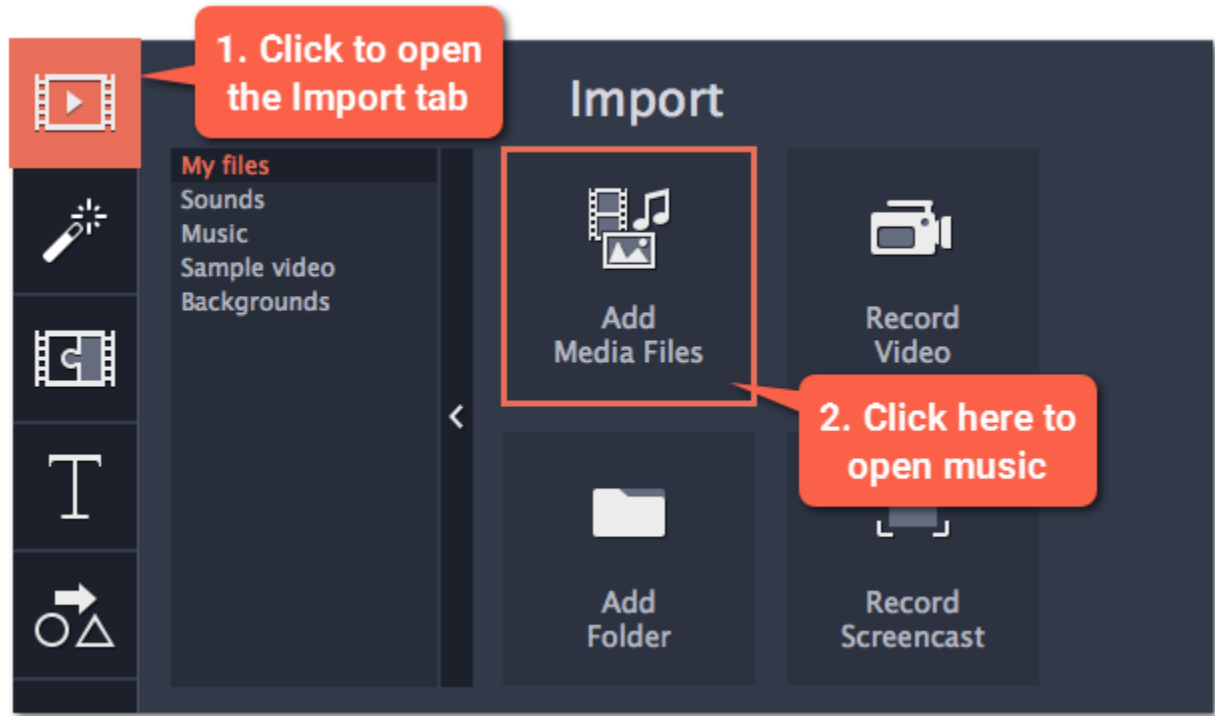 1. Click to open
the Import tab
Import
My files
Sounds
Music
Sample video
Backgrounds
Add
Media Files
Record
Video
2. Click here to
open music
Add
Folder
Record
Screencast